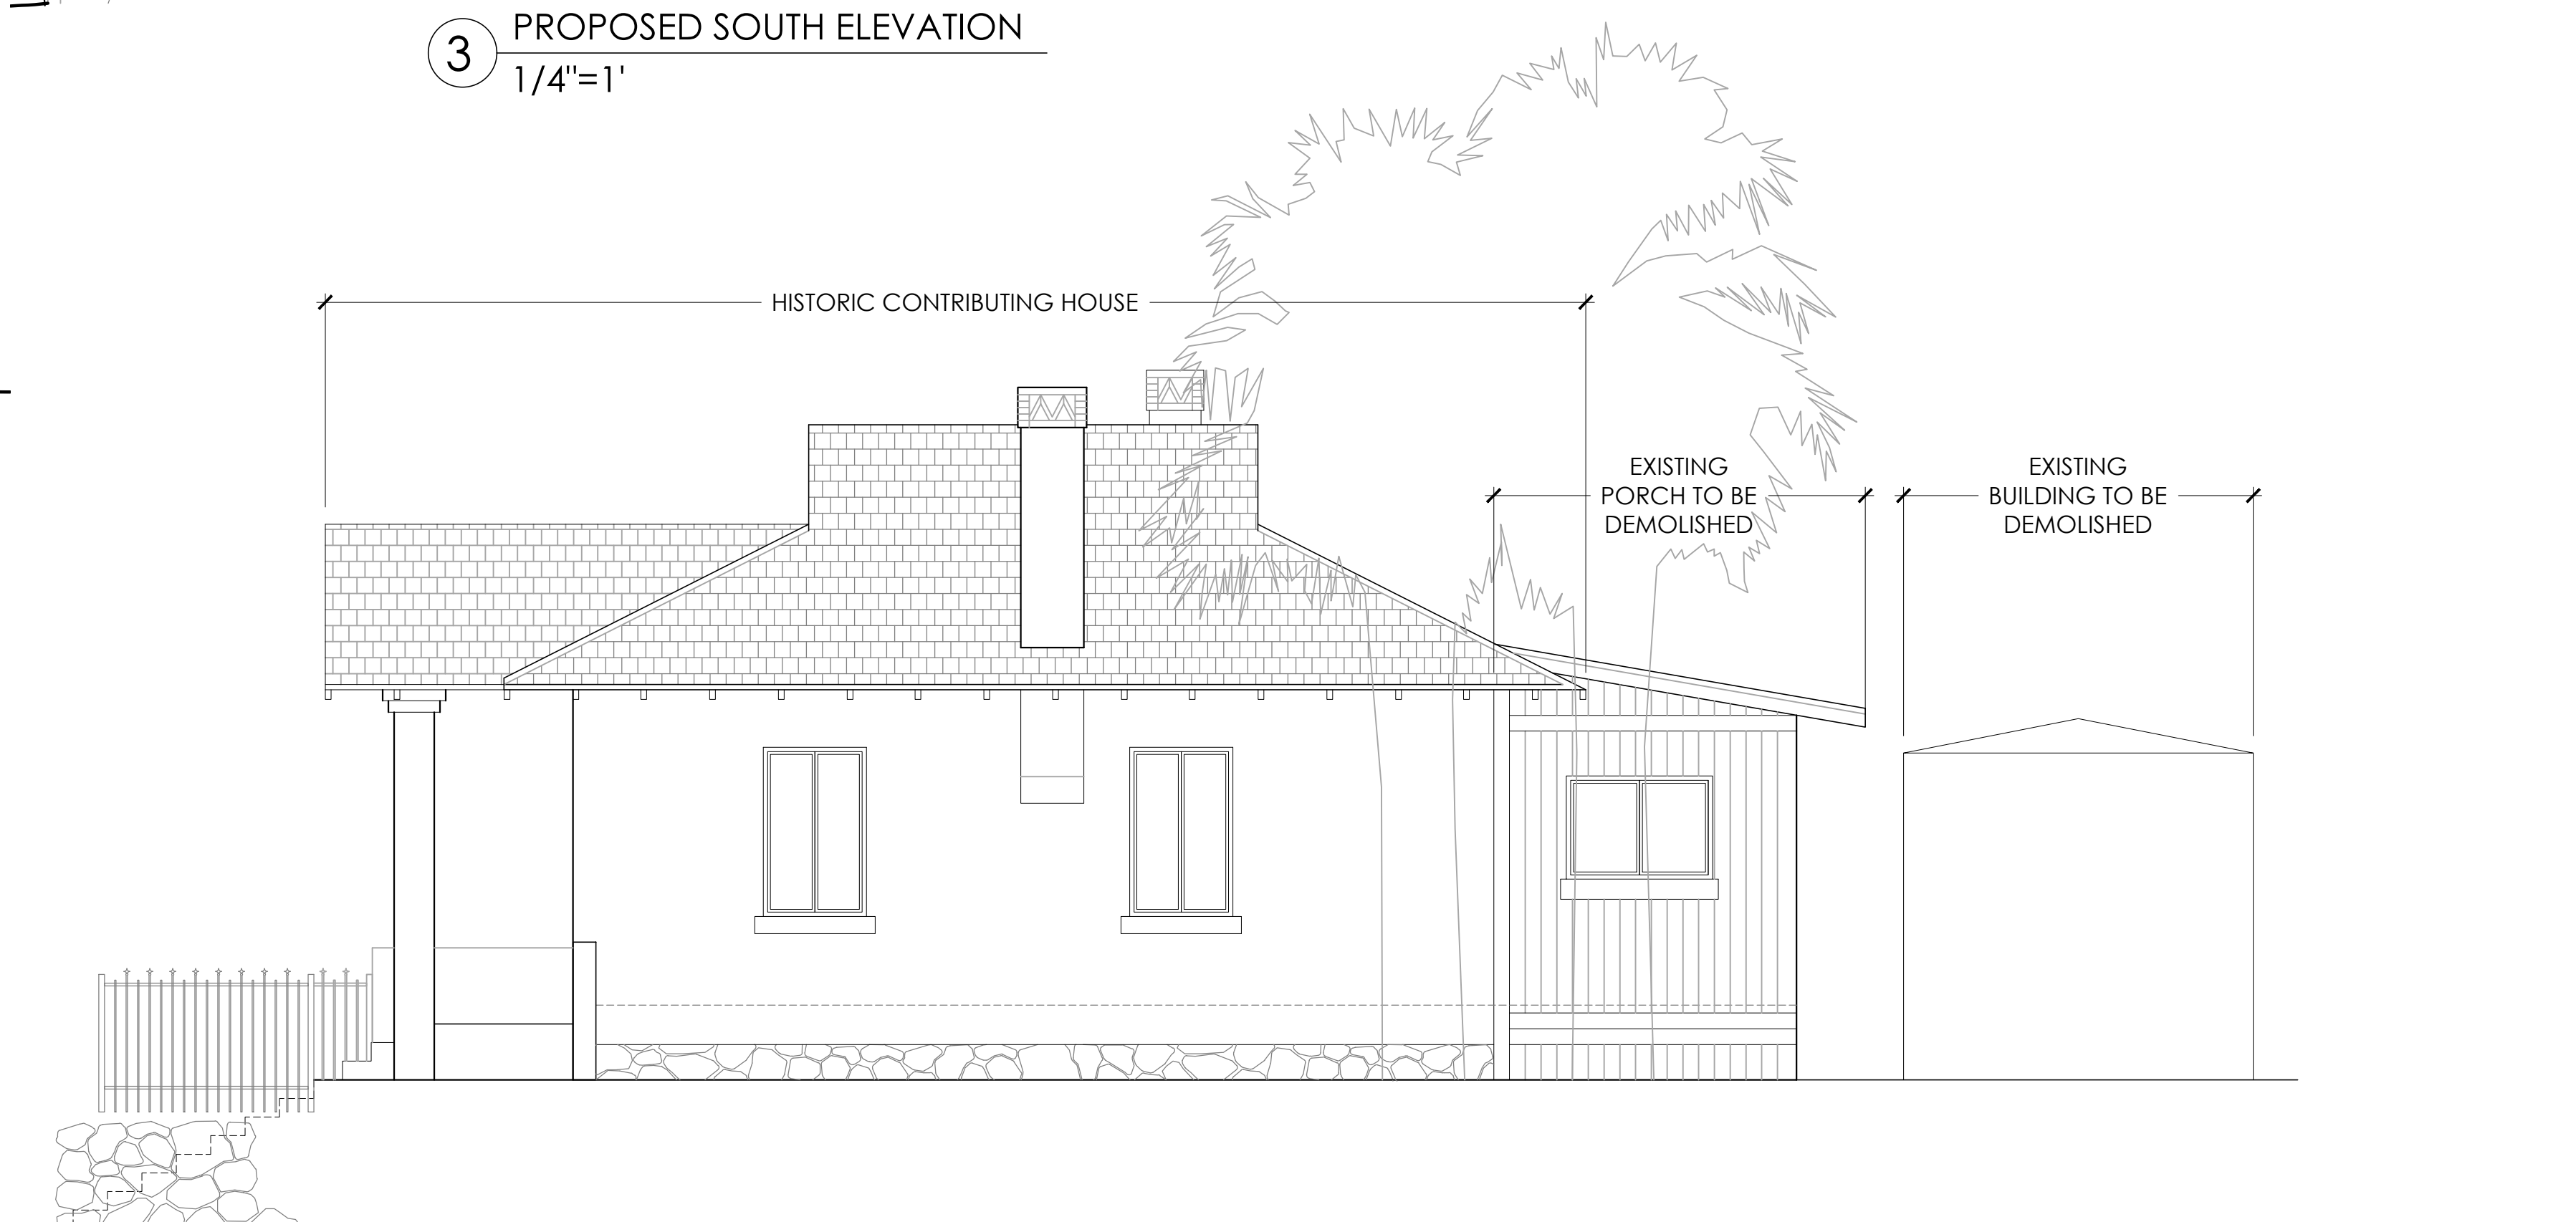 3
PROPOSED SOUTH ELEVATION
1/4"=1'
HISTORIC CONTRIBUTING HOUSE
EXISTING
PORCH TO BE
DEMOLISHED
EXISTING
BUILDING TO BE
DEMOLISHED